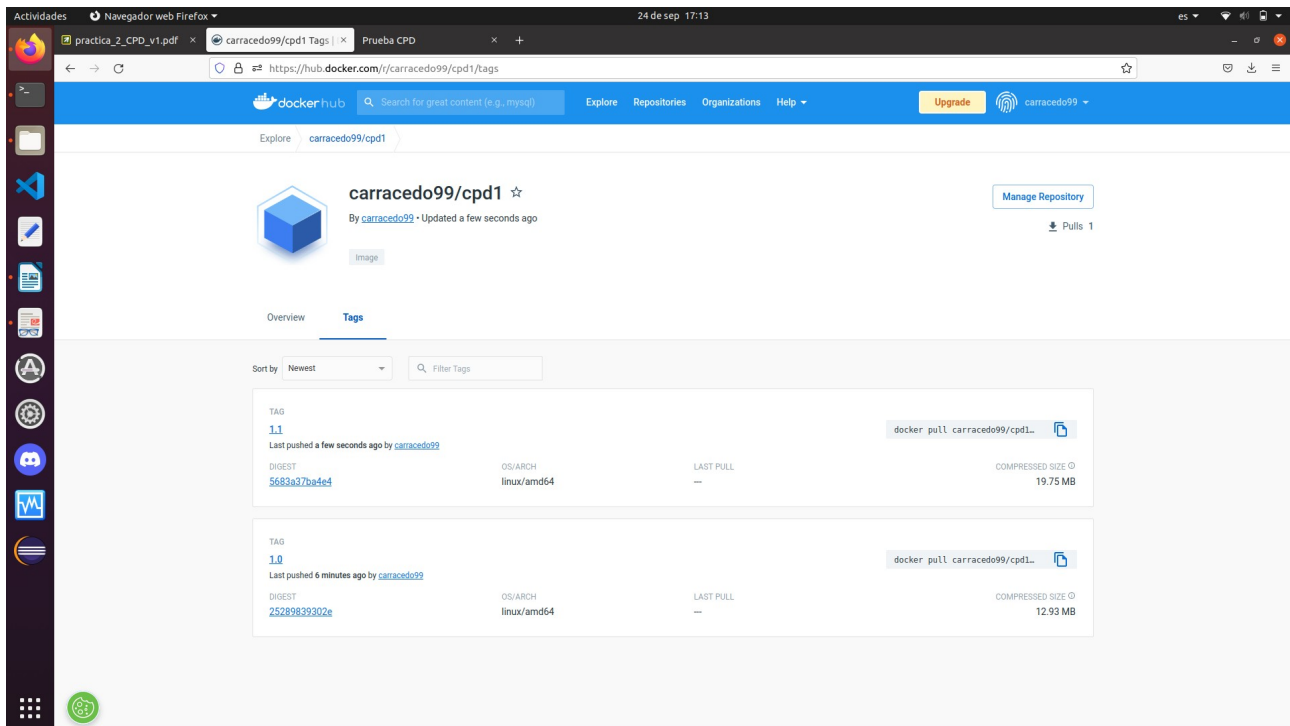 Actividades
Navegador web Firefox
24 de sep 17:13
es
practica_2_CPD_v1.pdf
carracedo99/cpd1 Tags |
Prueba CPD
https://hub.docker.com/r/carracedo99/cpd1/tags
dockerhub
Search for great content (e.g., mysql)
Explore
Repositories
Organizations
Help
Upgrade
carracedo99
Explore
carracedo99/cpd1
carracedo99/cpd1
Manage Repository
By carracedo99 • Updated a few seconds ago
Pulls 1
Image
Overview
Tags
Sort by
Newest
Filter Tags
TAG
1.1
docker pull carracedo99/cpd1…
Last pushed a few seconds ago by carracedo99
DIGEST
OS/ARCH
LAST PULL
COMPRESSED SIZE
5683a37ba4e4
linux/amd64
---
19.75 MB
TAG
1.0
docker pull carracedo99/cpd1…
Last pushed 6 minutes ago by carracedo99
DIGEST
OS/ARCH
LAST PULL
COMPRESSED SIZE
25289839302e
linux/amd64
---
12.93 MB